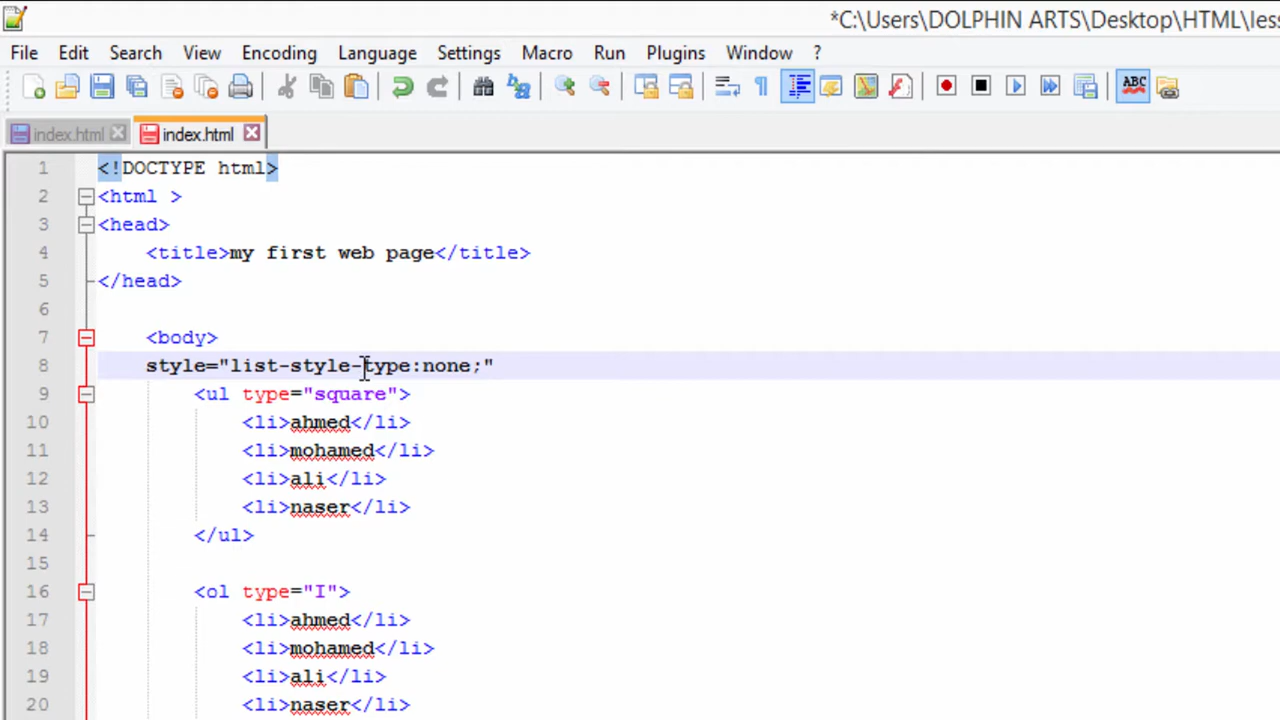 *C:\Users\DOLPHIN ARTS\Desktop\HTML\less
File Edit Search View Encoding Language Settings Macro Run Plugins Window ?
ABC
index.html index.html
1 <!DOCTYPE html>
2 <html >
3 <head>
4 <title>my first web page</title>
5 </head>
6
7 <body>
8 style="list-style-type:none;"
9 <ul type="square">
10 <li>ahmed</li>
11 <li>mohamed</li>
12 <li>ali</li>
13 <li>naser</li>
14 </ul>
15
16 <ol type="I">
17 <li>ahmed</li>
18 <li>mohamed</li>
19 <li>ali</li>
20 <li>naser</li>